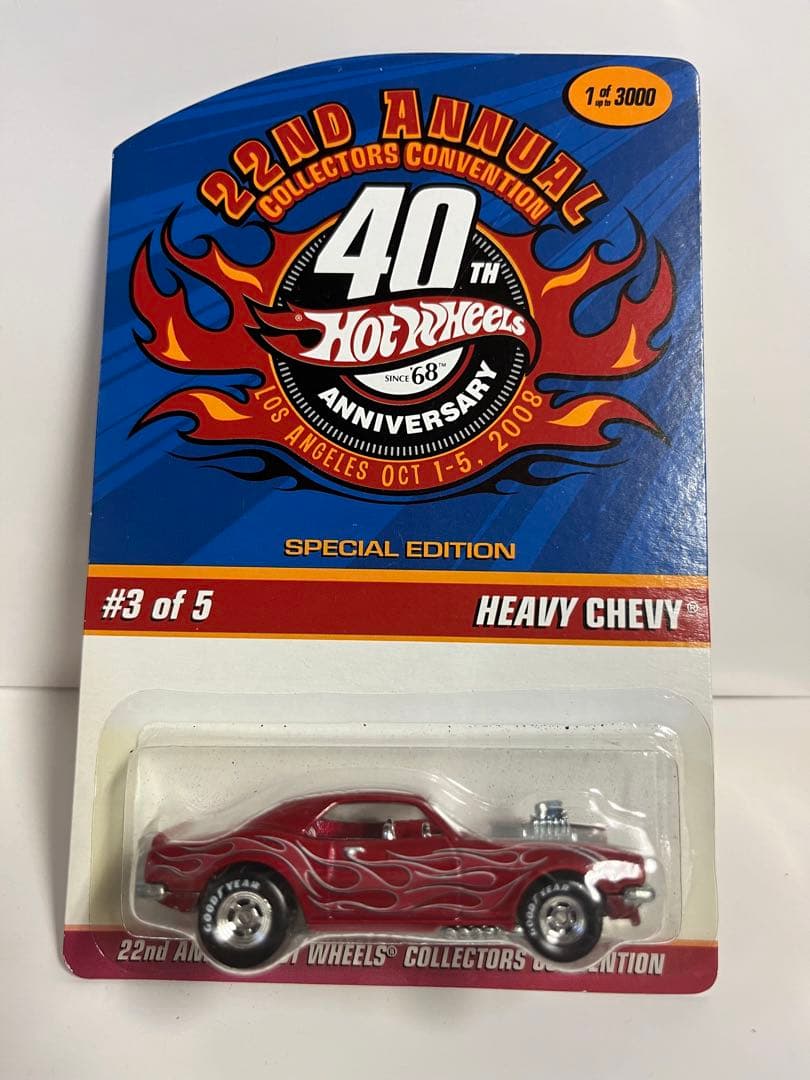 1 of up to 3000
22ND ANNUAL
COLLECTORS CONVENTION
40TH
® HOT WHEELS
SINCE '68™
ANNIVERSARY
LOS ANGELES OCT 1-5, 2008
SPECIAL EDITION
#3 of 5
HEAVY CHEVY®
GOODYEAR
GOODYEAR
22nd WHEELS® COLLECTORS